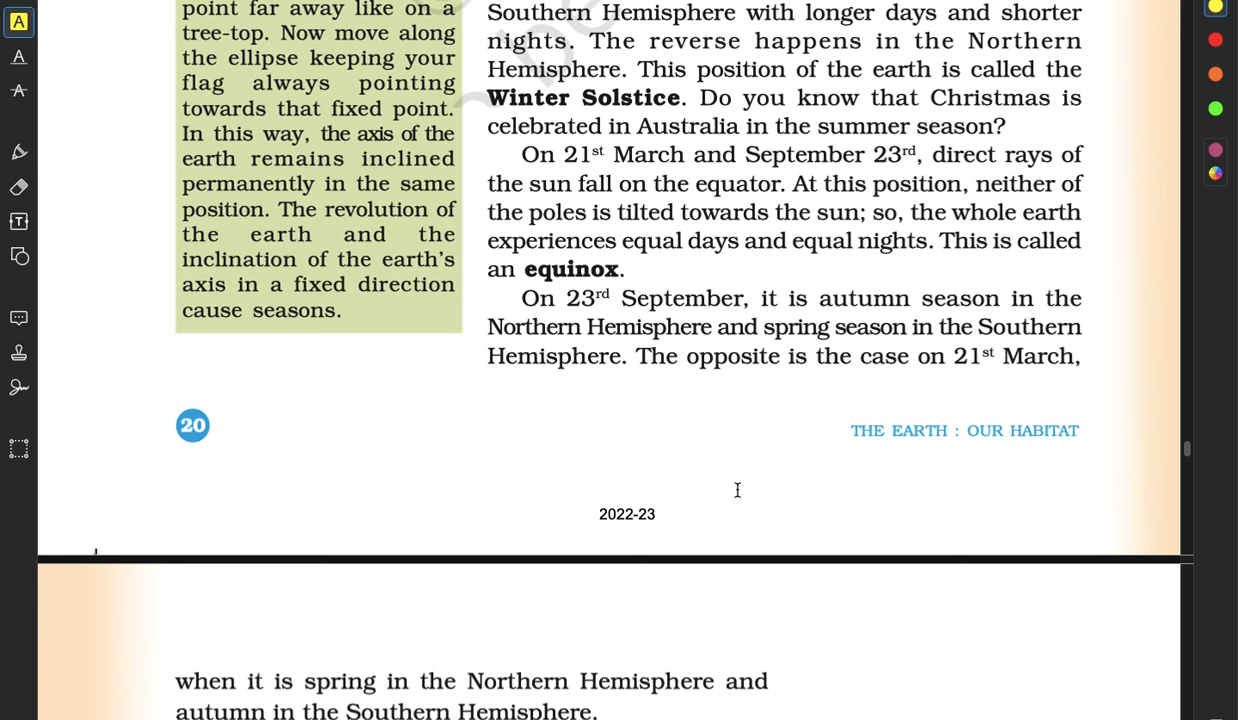 point far away like on a
tree-top. Now move along
the ellipse keeping your
flag always pointing
towards that fixed point.
In this way, the axis of the
earth remains inclined
permanently in the same
position. The revolution of
the earth and the
inclination of the earth's
axis in a fixed direction
cause seasons.
Southern Hemisphere with longer days and shorter
nights. The reverse happens in the Northern
Hemisphere. This position of the earth is called the
Winter Solstice. Do you know that Christmas is
celebrated in Australia in the summer season?
On 21st March and September 23rd, direct rays of
the sun fall on the equator. At this position, neither of
the poles is tilted towards the sun; so, the whole earth
experiences equal days and equal nights. This is called
an equinox.
On 23rd September, it is autumn season in the
Northern Hemisphere and spring season in the Southern
Hemisphere. The opposite is the case on 21st March,
20
THE EARTH : OUR HABITAT
2022-23
when it is spring in the Northern Hemisphere and
autumn in the Southern Hemisphere.